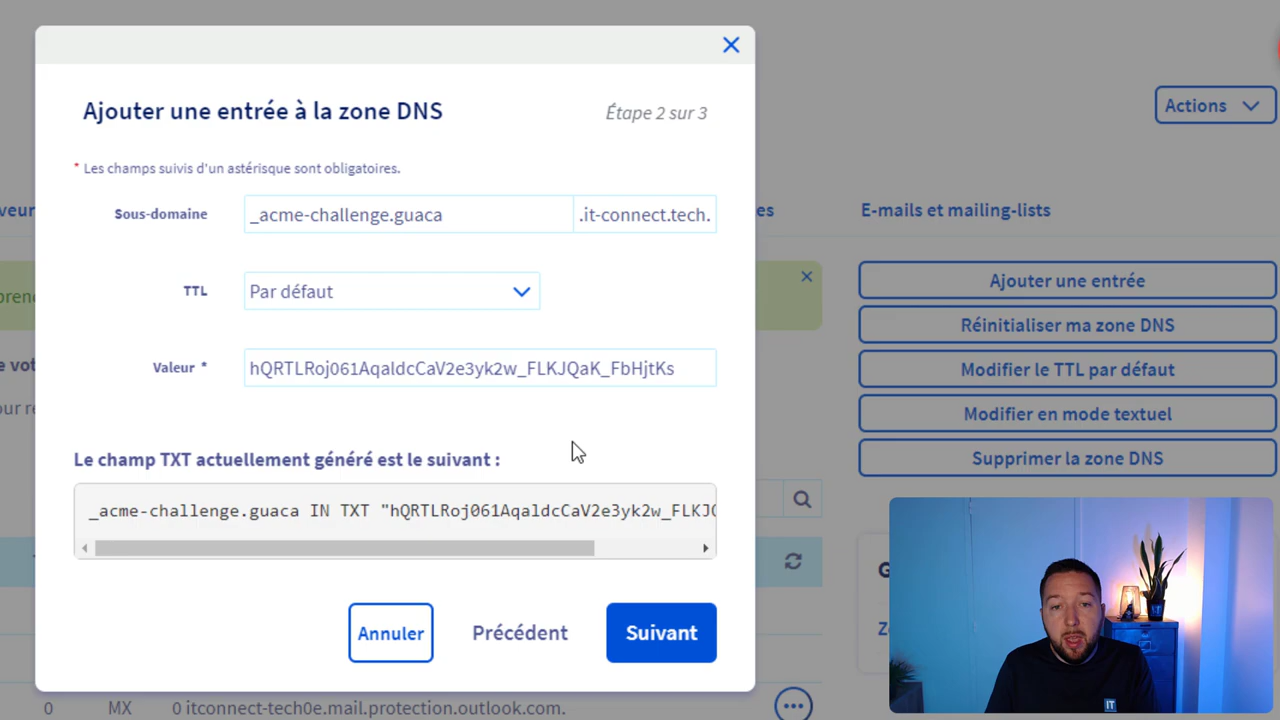 Ajouter une entrée à la zone DNS
Étape 2 sur 3
* Les champs suivis d'un astérisque sont obligatoires.
Sous-domaine
_acme-challenge.guaca
.it-connect.tech.
TTL
Par défaut
Valeur *
hQRTLRoj061AqaldcCaV2e3yk2w_FLKJQaK_FbHjtKs
Le champ TXT actuellement généré est le suivant :
_acme-challenge.guaca IN TXT "hQRTLRoj061AqaldcCaV2e3yk2w_FLKJQ
Annuler
Précédent
Suivant
Actions
E-mails et mailing-lists
Ajouter une entrée
Réinitialiser ma zone DNS
Modifier le TTL par défaut
Modifier en mode textuel
Supprimer la zone DNS
0 MX 0 itconnect-tech0e.mail.protection.outlook.com.
IT